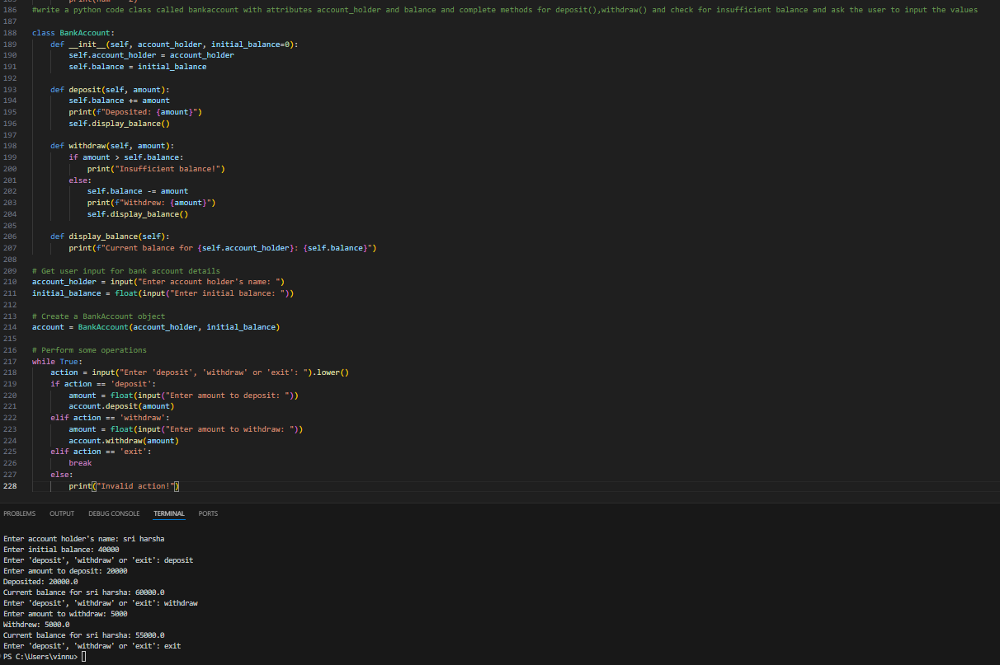 186 #write a python code class called bankaccount with attributes account_holder and balance and complete methods for deposit(),withdraw() and check for insufficient balance and ask the user to input the values
187
188 class BankAccount:
189     def __init__(self, account_holder, initial_balance=0):
190         self.account_holder = account_holder
191         self.balance = initial_balance
192
193     def deposit(self, amount):
194         self.balance += amount
195         print(f"Deposited: {amount}")
196         self.display_balance()
197
198     def withdraw(self, amount):
199         if amount > self.balance:
200             print("Insufficient balance!")
201         else:
202             self.balance -= amount
203             print(f"Withdrew: {amount}")
204             self.display_balance()
205
206     def display_balance(self):
207         print(f"Current balance for {self.account_holder}: {self.balance}")
208
209 # Get user input for bank account details
210 account_holder = input("Enter account holder's name: ")
211 initial_balance = float(input("Enter initial balance: "))
212
213 # Create a BankAccount object
214 account = BankAccount(account_holder, initial_balance)
215
216 # Perform some operations
217 while True:
218     action = input("Enter 'deposit', 'withdraw' or 'exit': ").lower()
219     if action == 'deposit':
220         amount = float(input("Enter amount to deposit: "))
221         account.deposit(amount)
222     elif action == 'withdraw':
223         amount = float(input("Enter amount to withdraw: "))
224         account.withdraw(amount)
225     elif action == 'exit':
226         break
227     else:
228         print("Invalid action!")
PROBLEMS OUTPUT DEBUG CONSOLE TERMINAL PORTS
Enter account holder's name: sri harsha
Enter initial balance: 40000
Enter 'deposit', 'withdraw' or 'exit': deposit
Enter amount to deposit: 20000
Deposited: 20000.0
Current balance for sri harsha: 60000.0
Enter 'deposit', 'withdraw' or 'exit': withdraw
Enter amount to withdraw: 5000
Withdrew: 5000.0
Current balance for sri harsha: 55000.0
Enter 'deposit', 'withdraw' or 'exit': exit
PS C:\Users\vinnu>